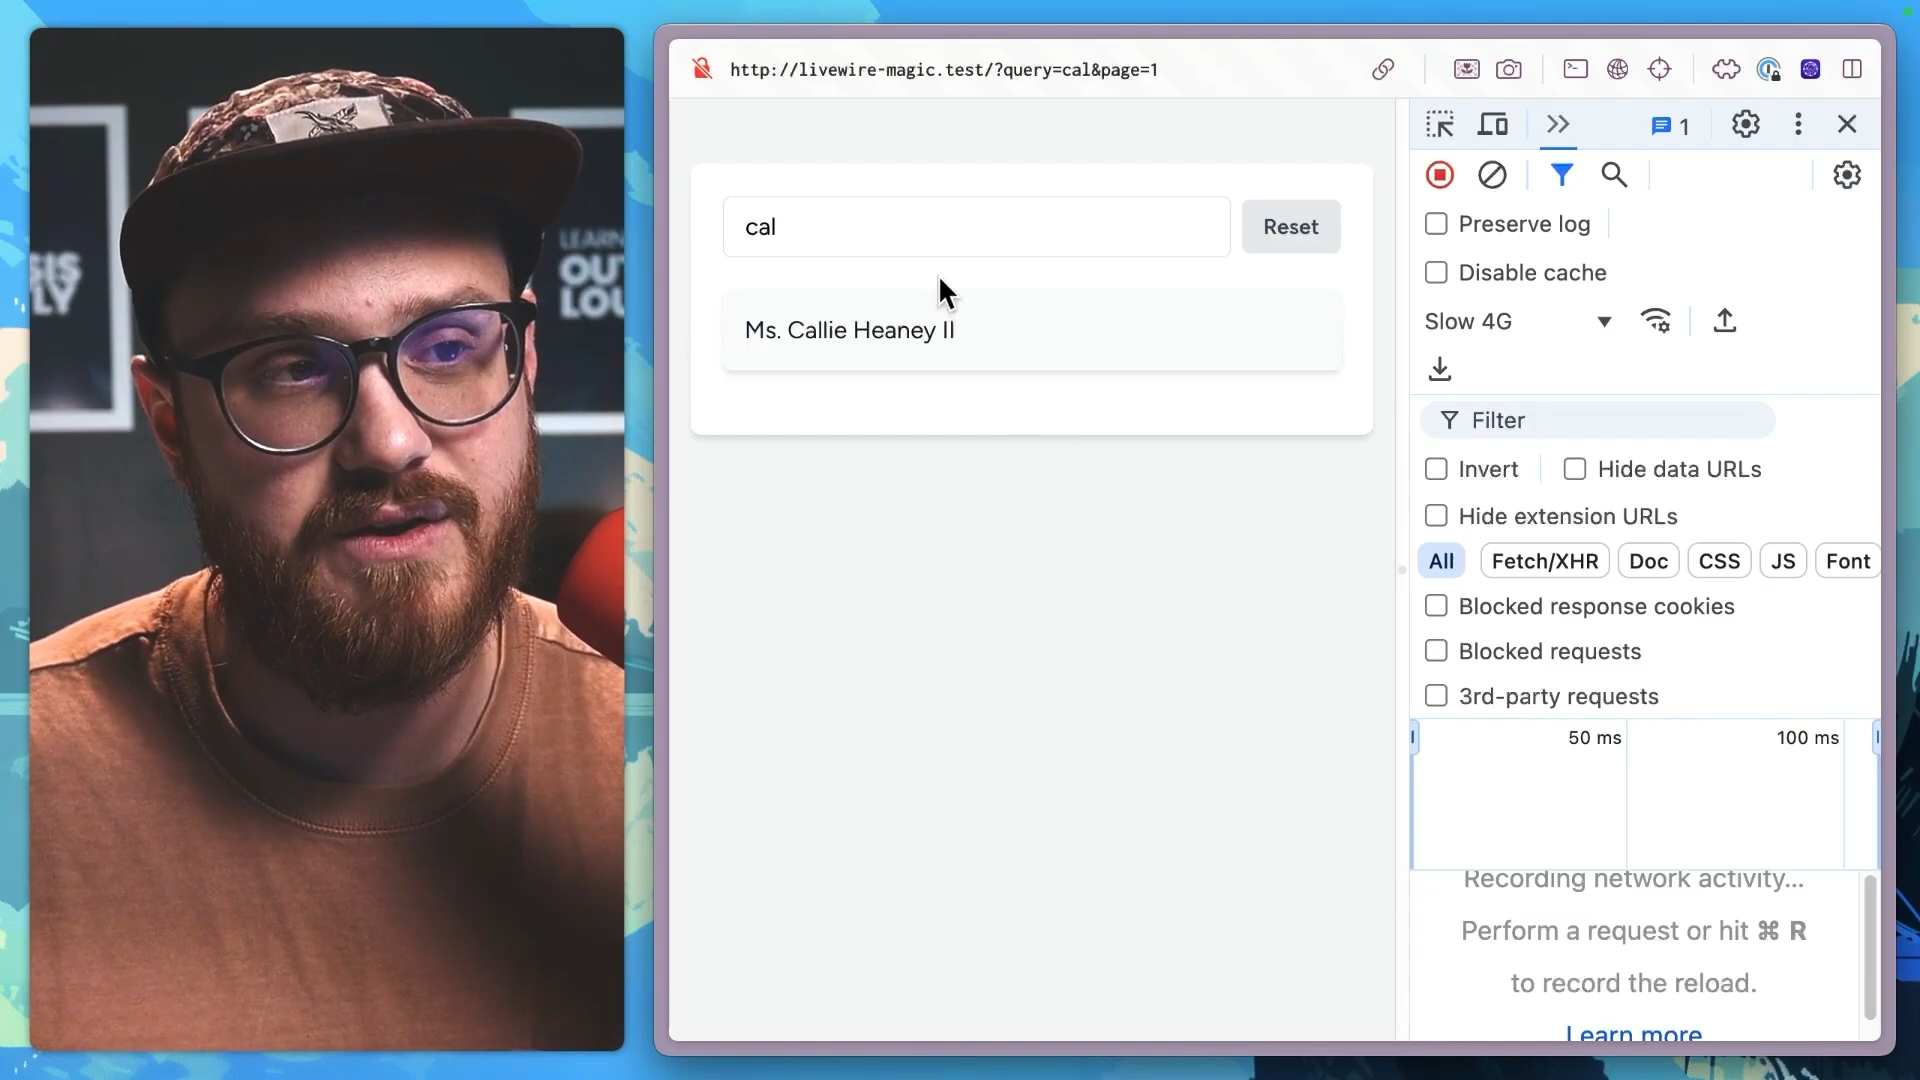 http://livewire-magic.test/?query=cal&page=1
1
cal
Reset
Ms. Callie Heaney II
Preserve log
Disable cache
Slow 4G
Filter
Invert
Hide data URLs
Hide extension URLs
All
Fetch/XHR
Doc
CSS
JS
Font
Blocked response cookies
Blocked requests
3rd-party requests
50 ms
100 ms
Recording network activity...
Perform a request or hit ⌘ R
to record the reload.
Learn more
LEARN
OU
LOU